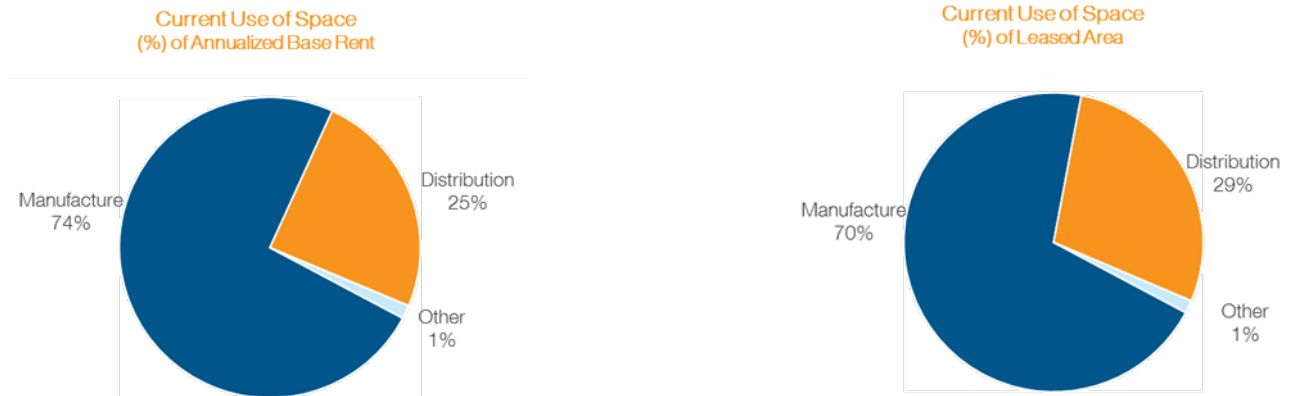 Current Use of Space
(%) of Annualized Base Rent
Manufacture
74%
Distribution
25%
Other
1%
Current Use of Space
(%) of Leased Area
Manufacture
70%
Distribution
29%
Other
1%